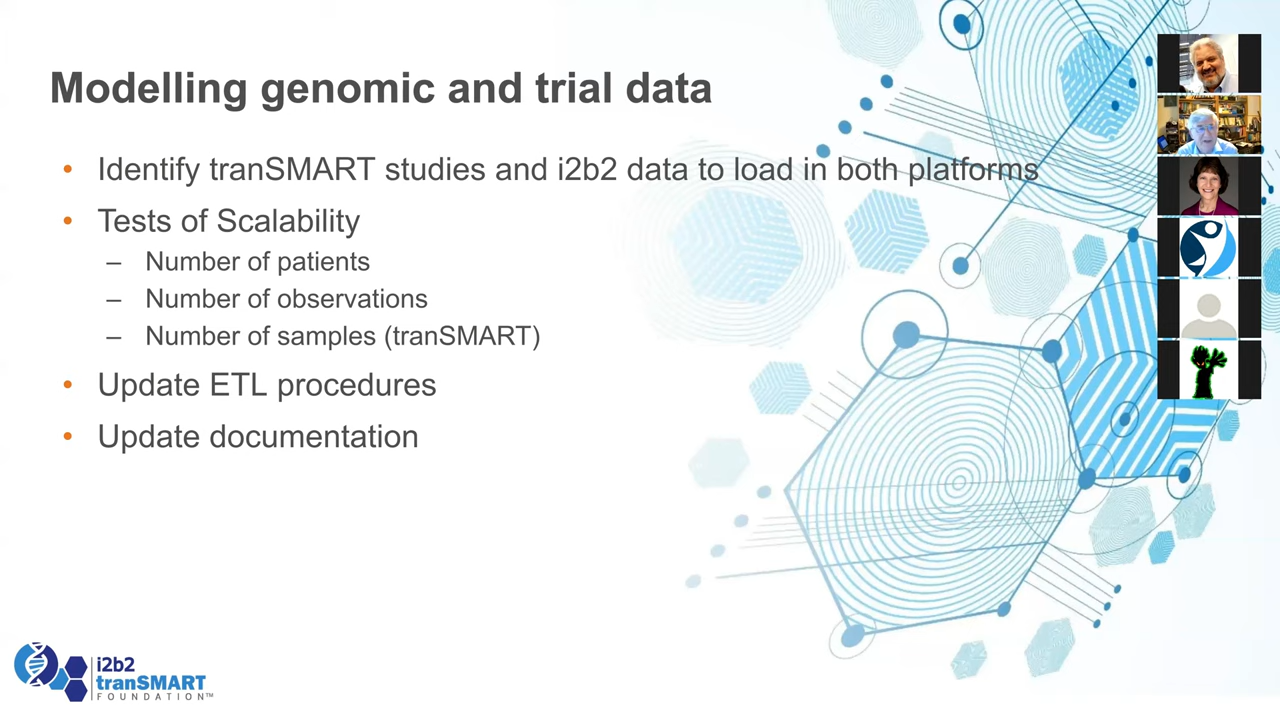 Modelling genomic and trial data
• Identify tranSMART studies and i2b2 data to load in both platforms
• Tests of Scalability
– Number of patients
– Number of observations
– Number of samples (tranSMART)
• Update ETL procedures
• Update documentation
i2b2
tranSMART
FOUNDATION™